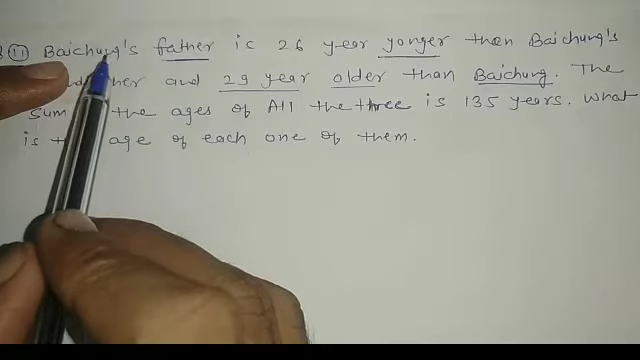 (11) Baichung's father is 26 year yonger then Baichung's
and 29 year older than Baichung. The
Sum the ages of All the three is 135 years. What
is age of each one of them.